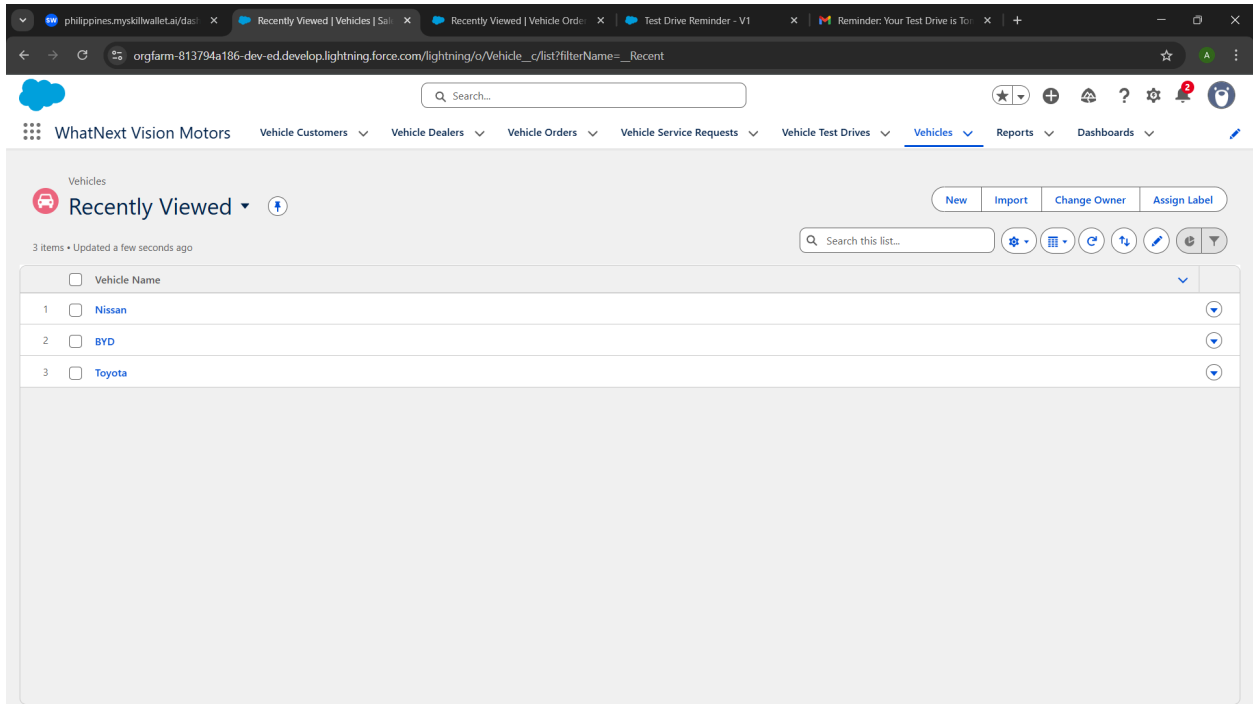 sw philippines.myskillwallet.ai/dash
Recently Viewed | Vehicles | Sal
Recently Viewed | Vehicle Order
Test Drive Reminder - V1
Reminder: Your Test Drive is Ton
orgfarm-813794a186-dev-ed.develop.lightning.force.com/lightning/o/Vehicle__c/list?filterName=__Recent
A
Search...
2
WhatNext Vision Motors
Vehicle Customers
Vehicle Dealers
Vehicle Orders
Vehicle Service Requests
Vehicle Test Drives
Vehicles
Reports
Dashboards
Vehicles
Recently Viewed
New
Import
Change Owner
Assign Label
3 items • Updated a few seconds ago
Search this list...
Vehicle Name
1 Nissan
2 BYD
3 Toyota